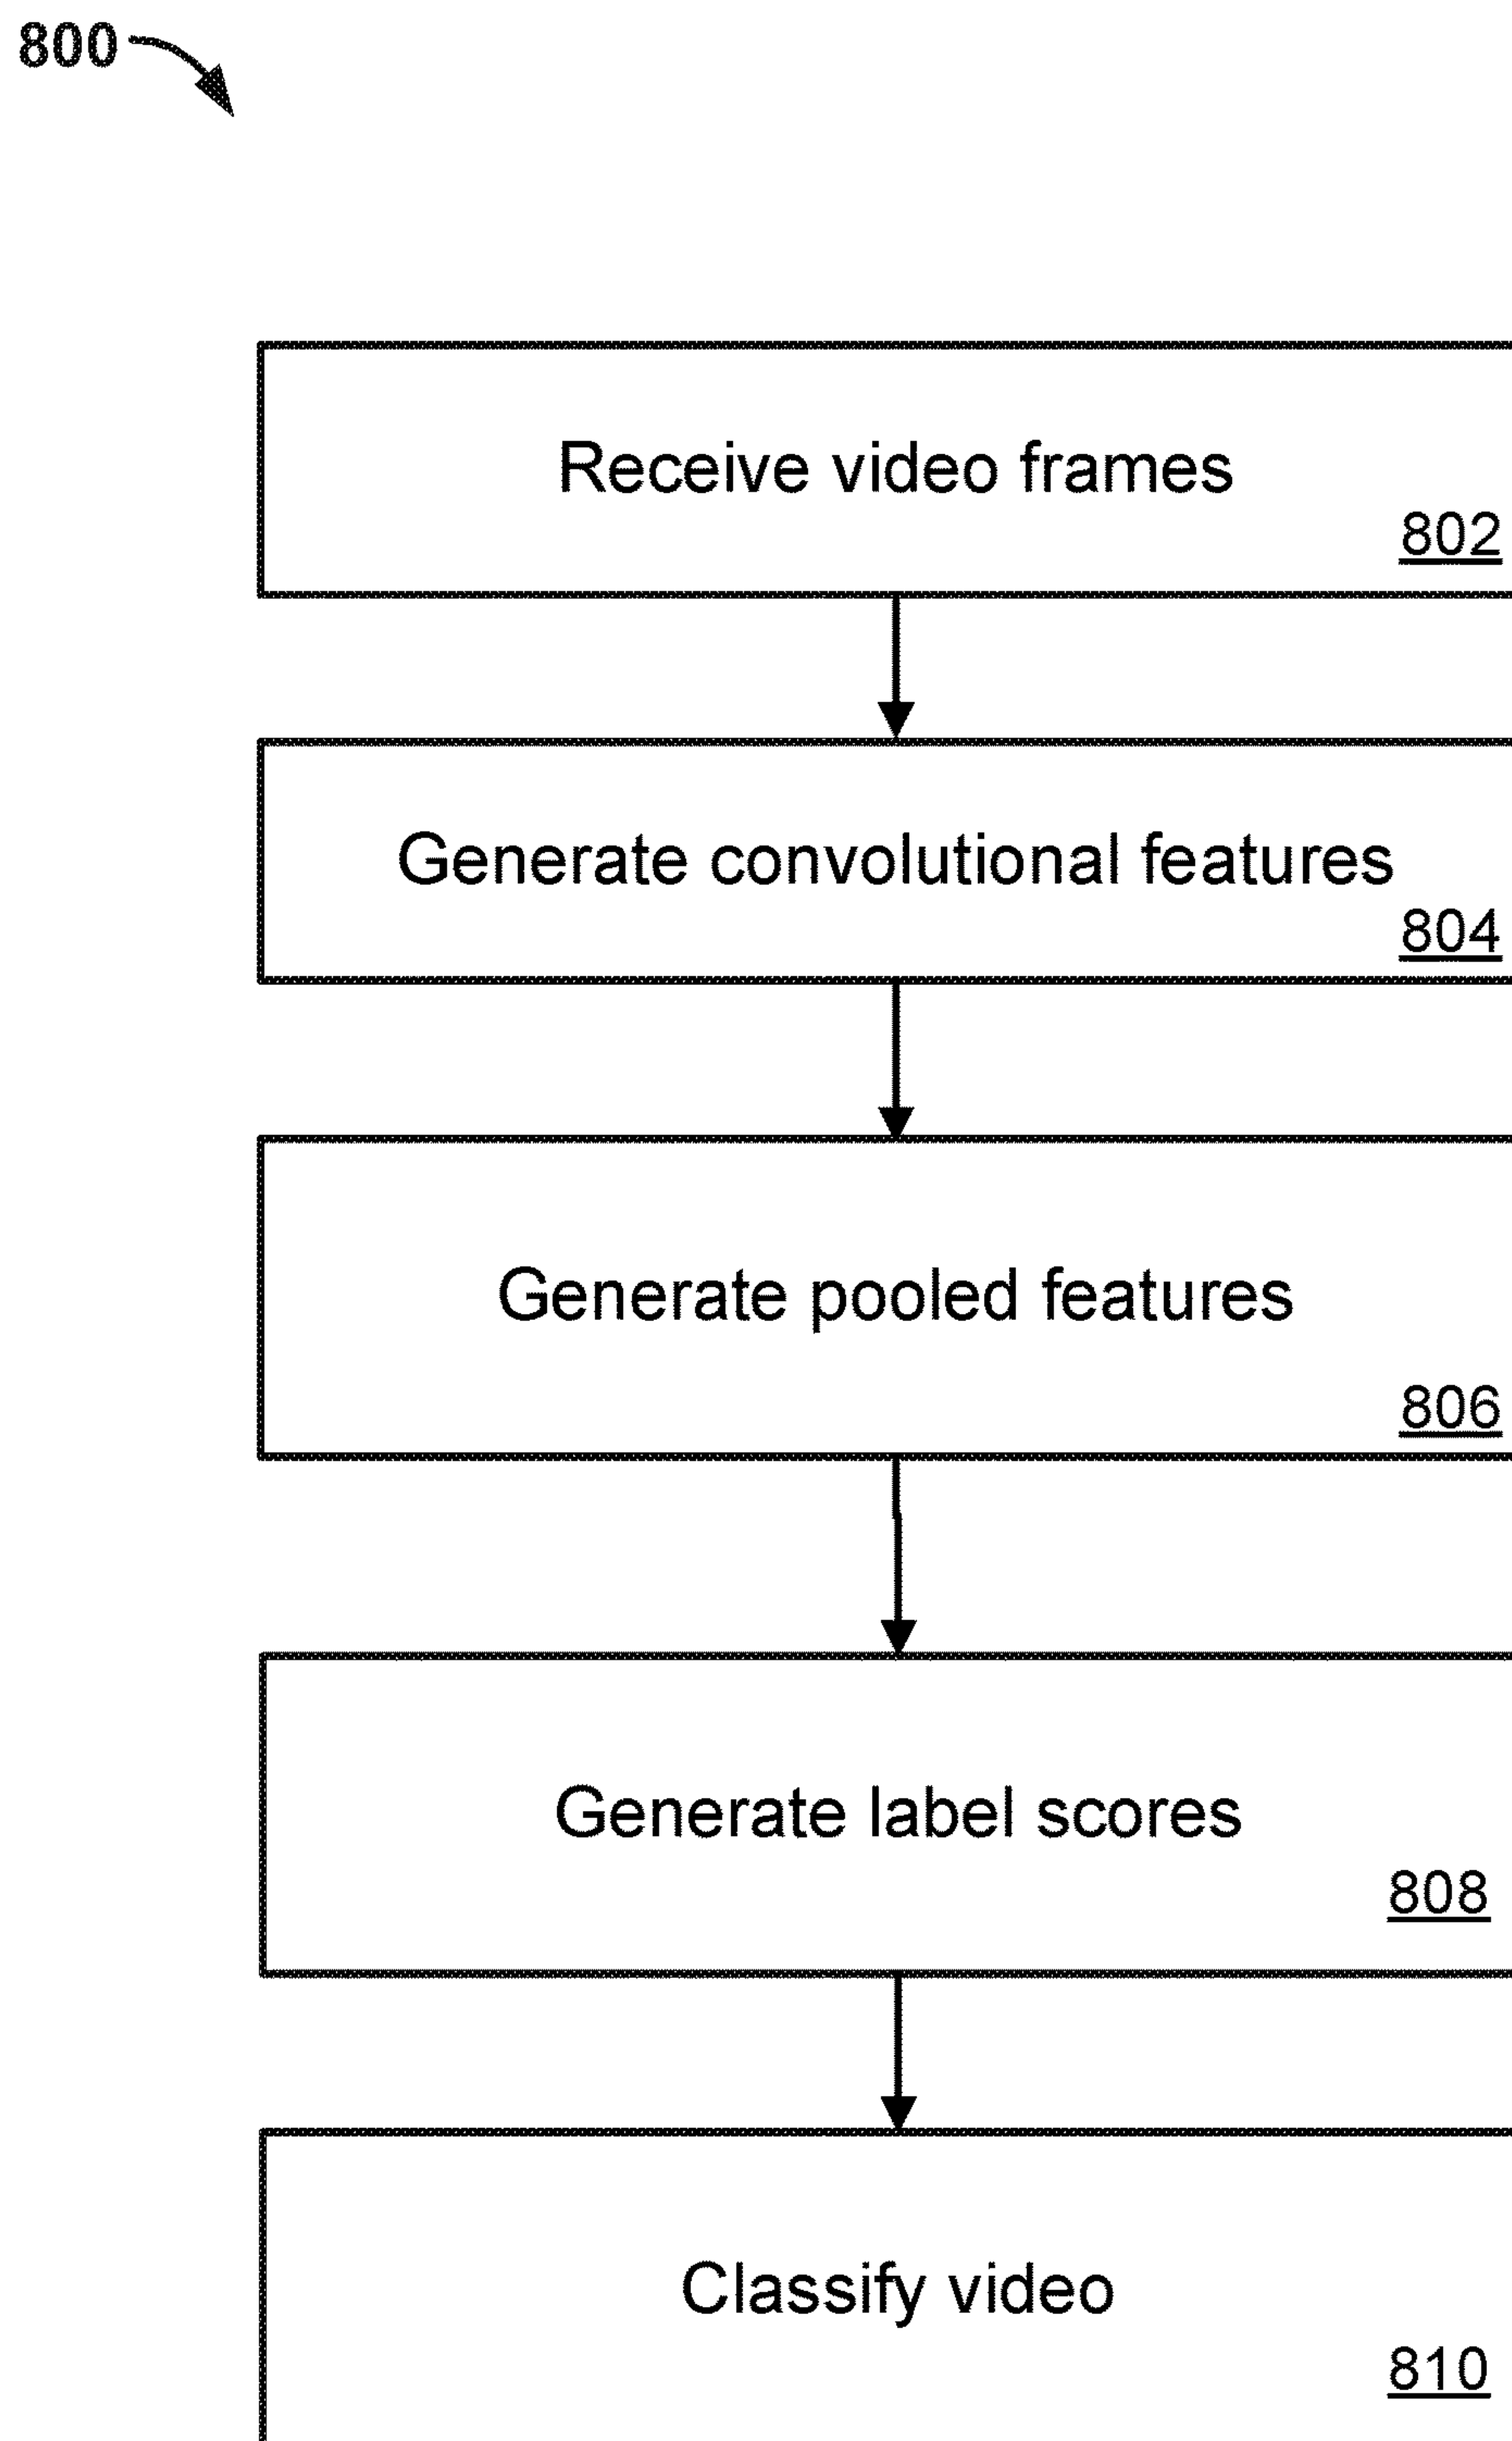 800
Receive video frames
802
Generate convolutional features
804
Generate pooled features
806
Generate label scores
808
Classify video
810